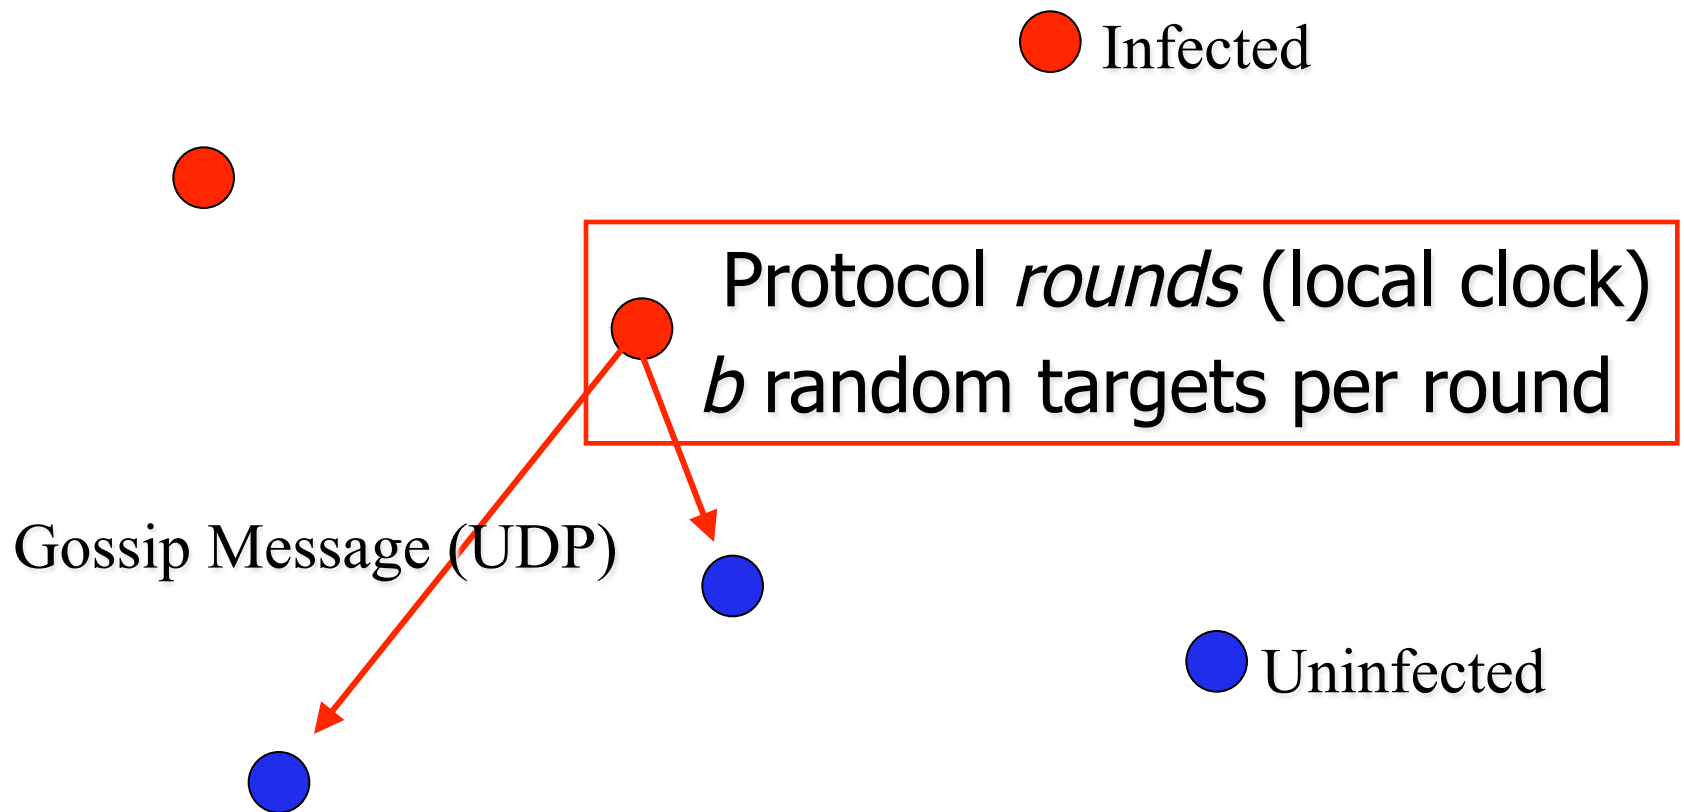 Infected
Protocol rounds (local clock)
b random targets per round
Gossip Message (UDP)
Uninfected